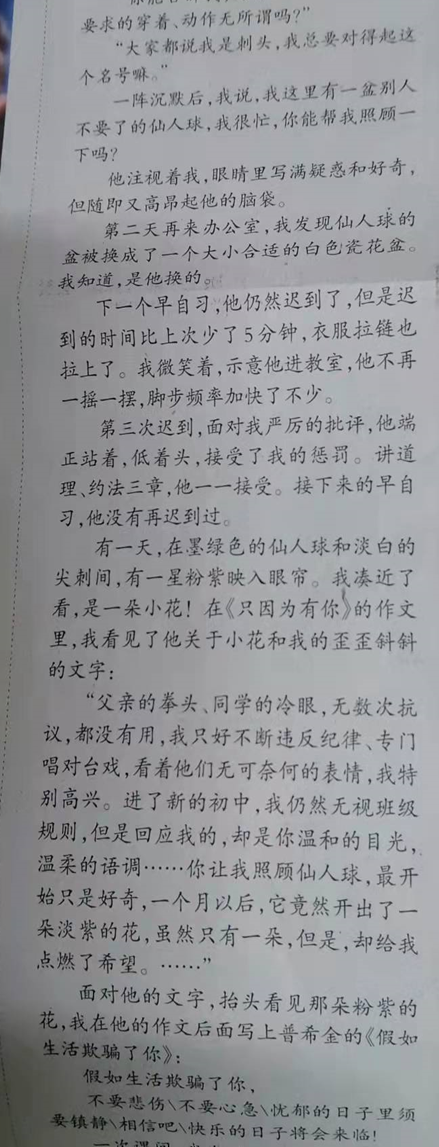 要求的穿着、动作无所谓吗?”
“大家都说我是刺头,我总要对得起这
个名号嘛。”
一阵沉默后,我说,我这里有一盆别人
不要了的仙人球,我很忙,你能帮我照顾一
下吗?
他注视着我,眼睛里写满疑惑和好奇,
但随即又高昂起他的脑袋。
第二天再来办公室,我发现仙人球的
盆被换成了一个大小合适的白色瓷花盆。
我知道,是他换的。
下一个早自习,他仍然迟到了,但是迟
到的时间比上次少了5分钟,衣服拉链也
拉上了。我微笑着,示意他进教室,他不再
一摇一摆,脚步频率加快了不少。
第三次迟到,面对我严厉的批评,他端
正站着,低着头,接受了我的惩罚。讲道
理、约法三章,他一一接受。接下来的早自
习,他没有再迟到过。
有一天,在墨绿色的仙人球和淡白的
尖刺间,有一星粉紫映入眼帘。我凑近了
看,是一朵小花!在《只因为有你》的作文
里,我看见了他关于小花和我的歪歪斜斜
的文字:
“父亲的拳头、同学的冷眼,无数次抗
议,都没有用,我只好不断违反纪律、专门
唱对台戏,看着他们无可奈何的表情,我特
别高兴。进了新的初中,我仍然无视班级
规则,但是回应我的,却是你温和的目光,
温柔的语调……你让我照顾仙人球,最开
始只是好奇,一个月以后,它竟然开出了一
朵淡紫的花,虽然只有一朵,但是,却给我
点燃了希望。……”
面对他的文字,抬头看见那朵粉紫的
花,我在他的作文后面写上普希金的《假如
生活欺骗了你》:
假如生活欺骗了你,
不要悲伤\不要心急\忧郁的日子里须
要镇静\相信吧\快乐的日子将会来临!